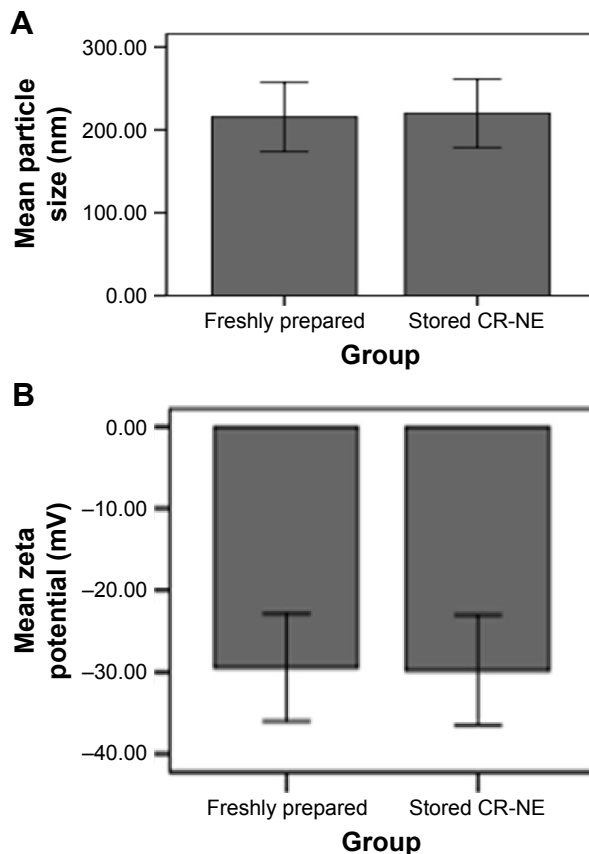 A
Mean particle
size (nm)
300.00
200.00
100.00
0.00
Freshly prepared
Stored CR-NE
Group
B
Mean zeta
potential (mV)
0.00
–10.00
–20.00
–30.00
–40.00
Freshly prepared
Stored CR-NE
Group